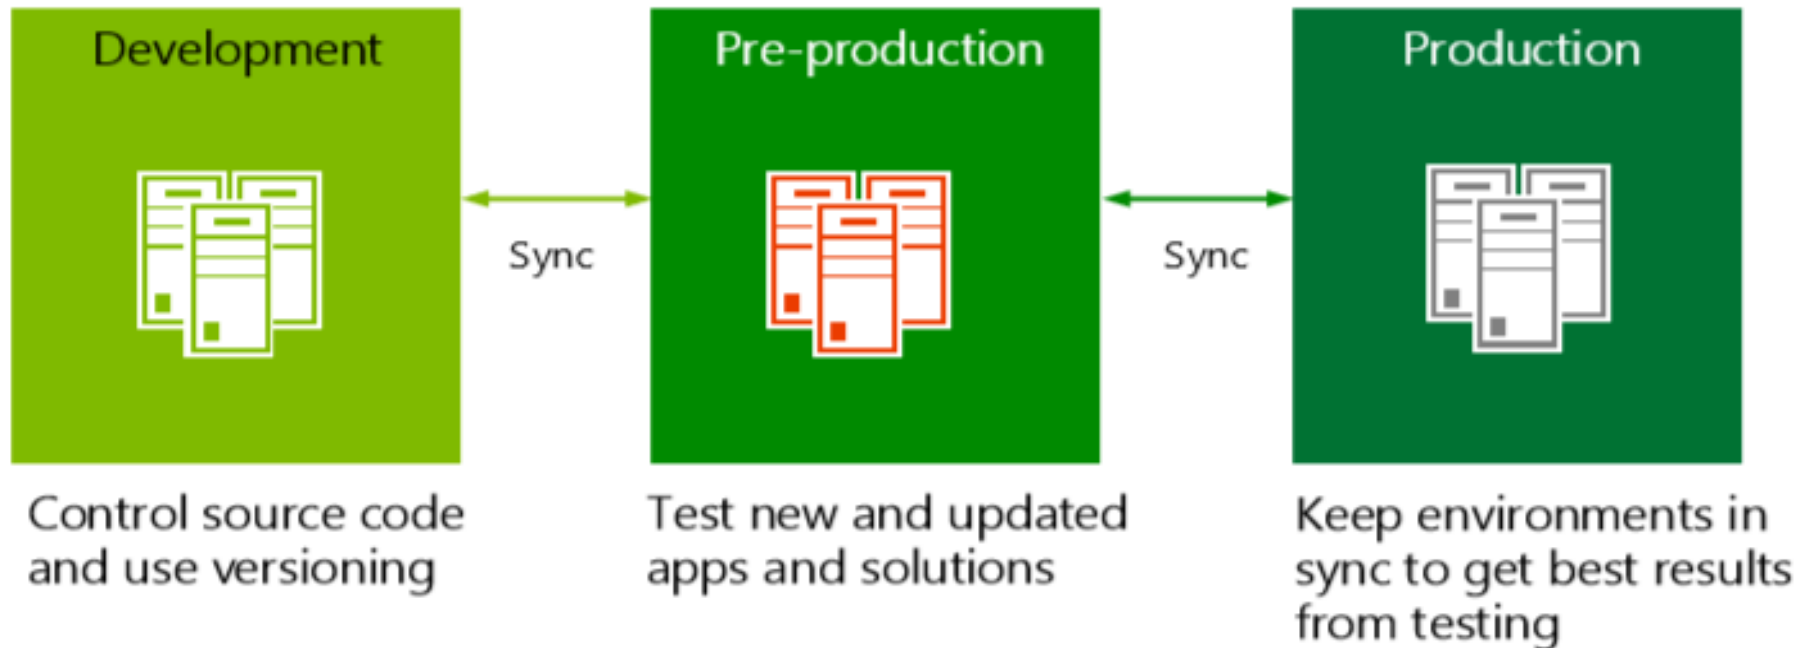 Development
Pre-production
Production
Sync
Sync
Control source code
and use versioning
Test new and updated
apps and solutions
Keep environments in
sync to get best results
from testing